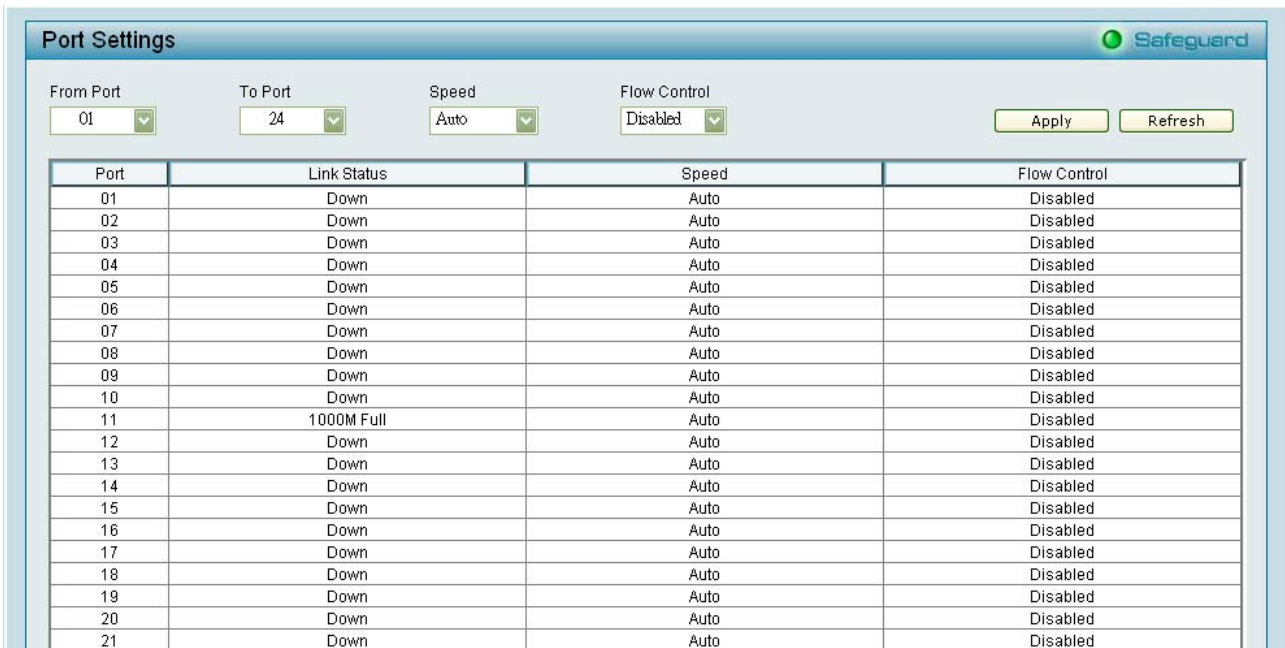 Port Settings Safeguard
From Port To Port Speed Flow Control
01 24 Auto Disabled Apply Refresh
Port Link Status Speed Flow Control
01 Down Auto Disabled
02 Down Auto Disabled
03 Down Auto Disabled
04 Down Auto Disabled
05 Down Auto Disabled
06 Down Auto Disabled
07 Down Auto Disabled
08 Down Auto Disabled
09 Down Auto Disabled
10 Down Auto Disabled
11 1000M Full Auto Disabled
12 Down Auto Disabled
13 Down Auto Disabled
14 Down Auto Disabled
15 Down Auto Disabled
16 Down Auto Disabled
17 Down Auto Disabled
18 Down Auto Disabled
19 Down Auto Disabled
20 Down Auto Disabled
21 Down Auto Disabled